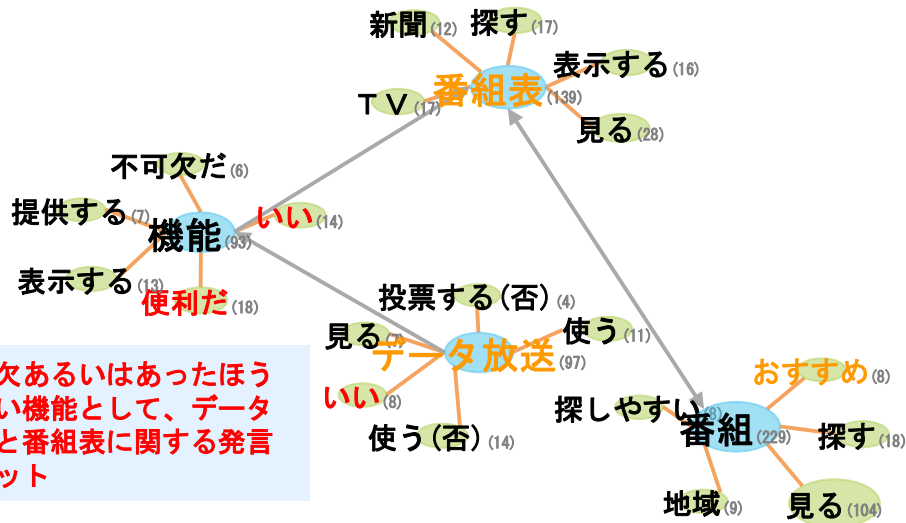 新聞(12)
探す(17)
表示する(16)
番組表(139)
TV(17)
見る(28)
不可欠だ(6)
提供する(7)
いい(14)
機能(93)
表示する(13)
便利だ(18)
投票する(否)(4)
見る(7)
使う(11)
データ放送(97)
いい(8)
使う(否)(14)
おすすめ(8)
探しやすい(8)
番組(229)
探す(18)
地域(9)
見る(104)
欠あるいはあったほう
い機能として、データ
と番組表に関する発言
ット